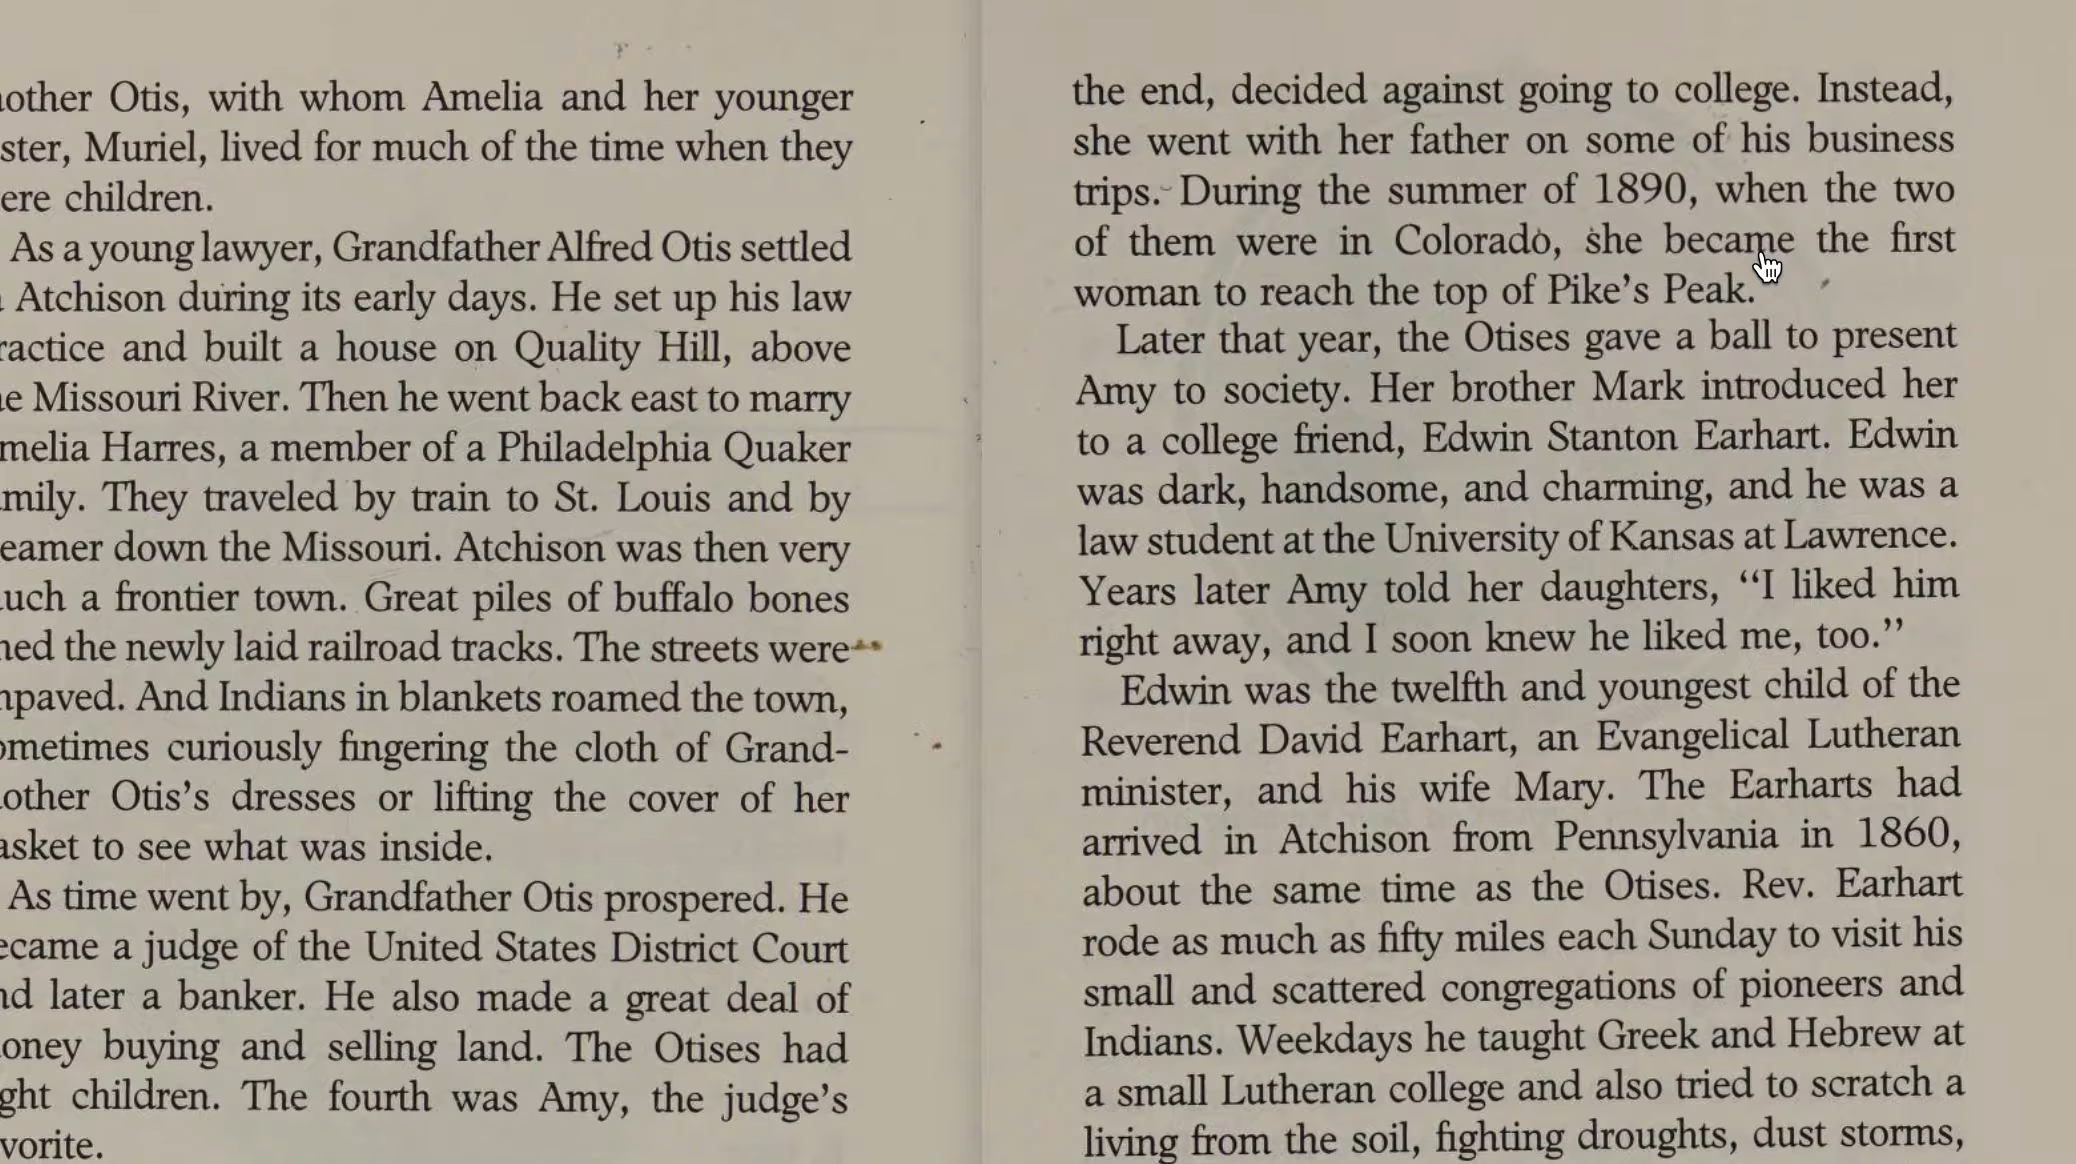 other Otis, with whom Amelia and her younger
ster, Muriel, lived for much of the time when they
ere children.
As a young lawyer, Grandfather Alfred Otis settled
Atchison during its early days. He set up his law
ractice and built a house on Quality Hill, above
e Missouri River. Then he went back east to marry
melia Harres, a member of a Philadelphia Quaker
mily. They traveled by train to St. Louis and by
eamer down the Missouri. Atchison was then very
uch a frontier town. Great piles of buffalo bones
ned the newly laid railroad tracks. The streets were
npaved. And Indians in blankets roamed the town,
ometimes curiously fingering the cloth of Grand-
other Otis's dresses or lifting the cover of her
asket to see what was inside.
As time went by, Grandfather Otis prospered. He
ecame a judge of the United States District Court
nd later a banker. He also made a great deal of
oney buying and selling land. The Otises had
ght children. The fourth was Amy, the judge's
vorite.
the end, decided against going to college. Instead,
she went with her father on some of his business
trips. During the summer of 1890, when the two
of them were in Colorado, she became the first
woman to reach the top of Pike's Peak.
Later that year, the Otises gave a ball to present
Amy to society. Her brother Mark introduced her
to a college friend, Edwin Stanton Earhart. Edwin
was dark, handsome, and charming, and he was a
law student at the University of Kansas at Lawrence.
Years later Amy told her daughters, “I liked him
right away, and I soon knew he liked me, too.”
Edwin was the twelfth and youngest child of the
Reverend David Earhart, an Evangelical Lutheran
minister, and his wife Mary. The Earharts had
arrived in Atchison from Pennsylvania in 1860,
about the same time as the Otises. Rev. Earhart
rode as much as fifty miles each Sunday to visit his
small and scattered congregations of pioneers and
Indians. Weekdays he taught Greek and Hebrew at
a small Lutheran college and also tried to scratch a
living from the soil, fighting droughts, dust storms,